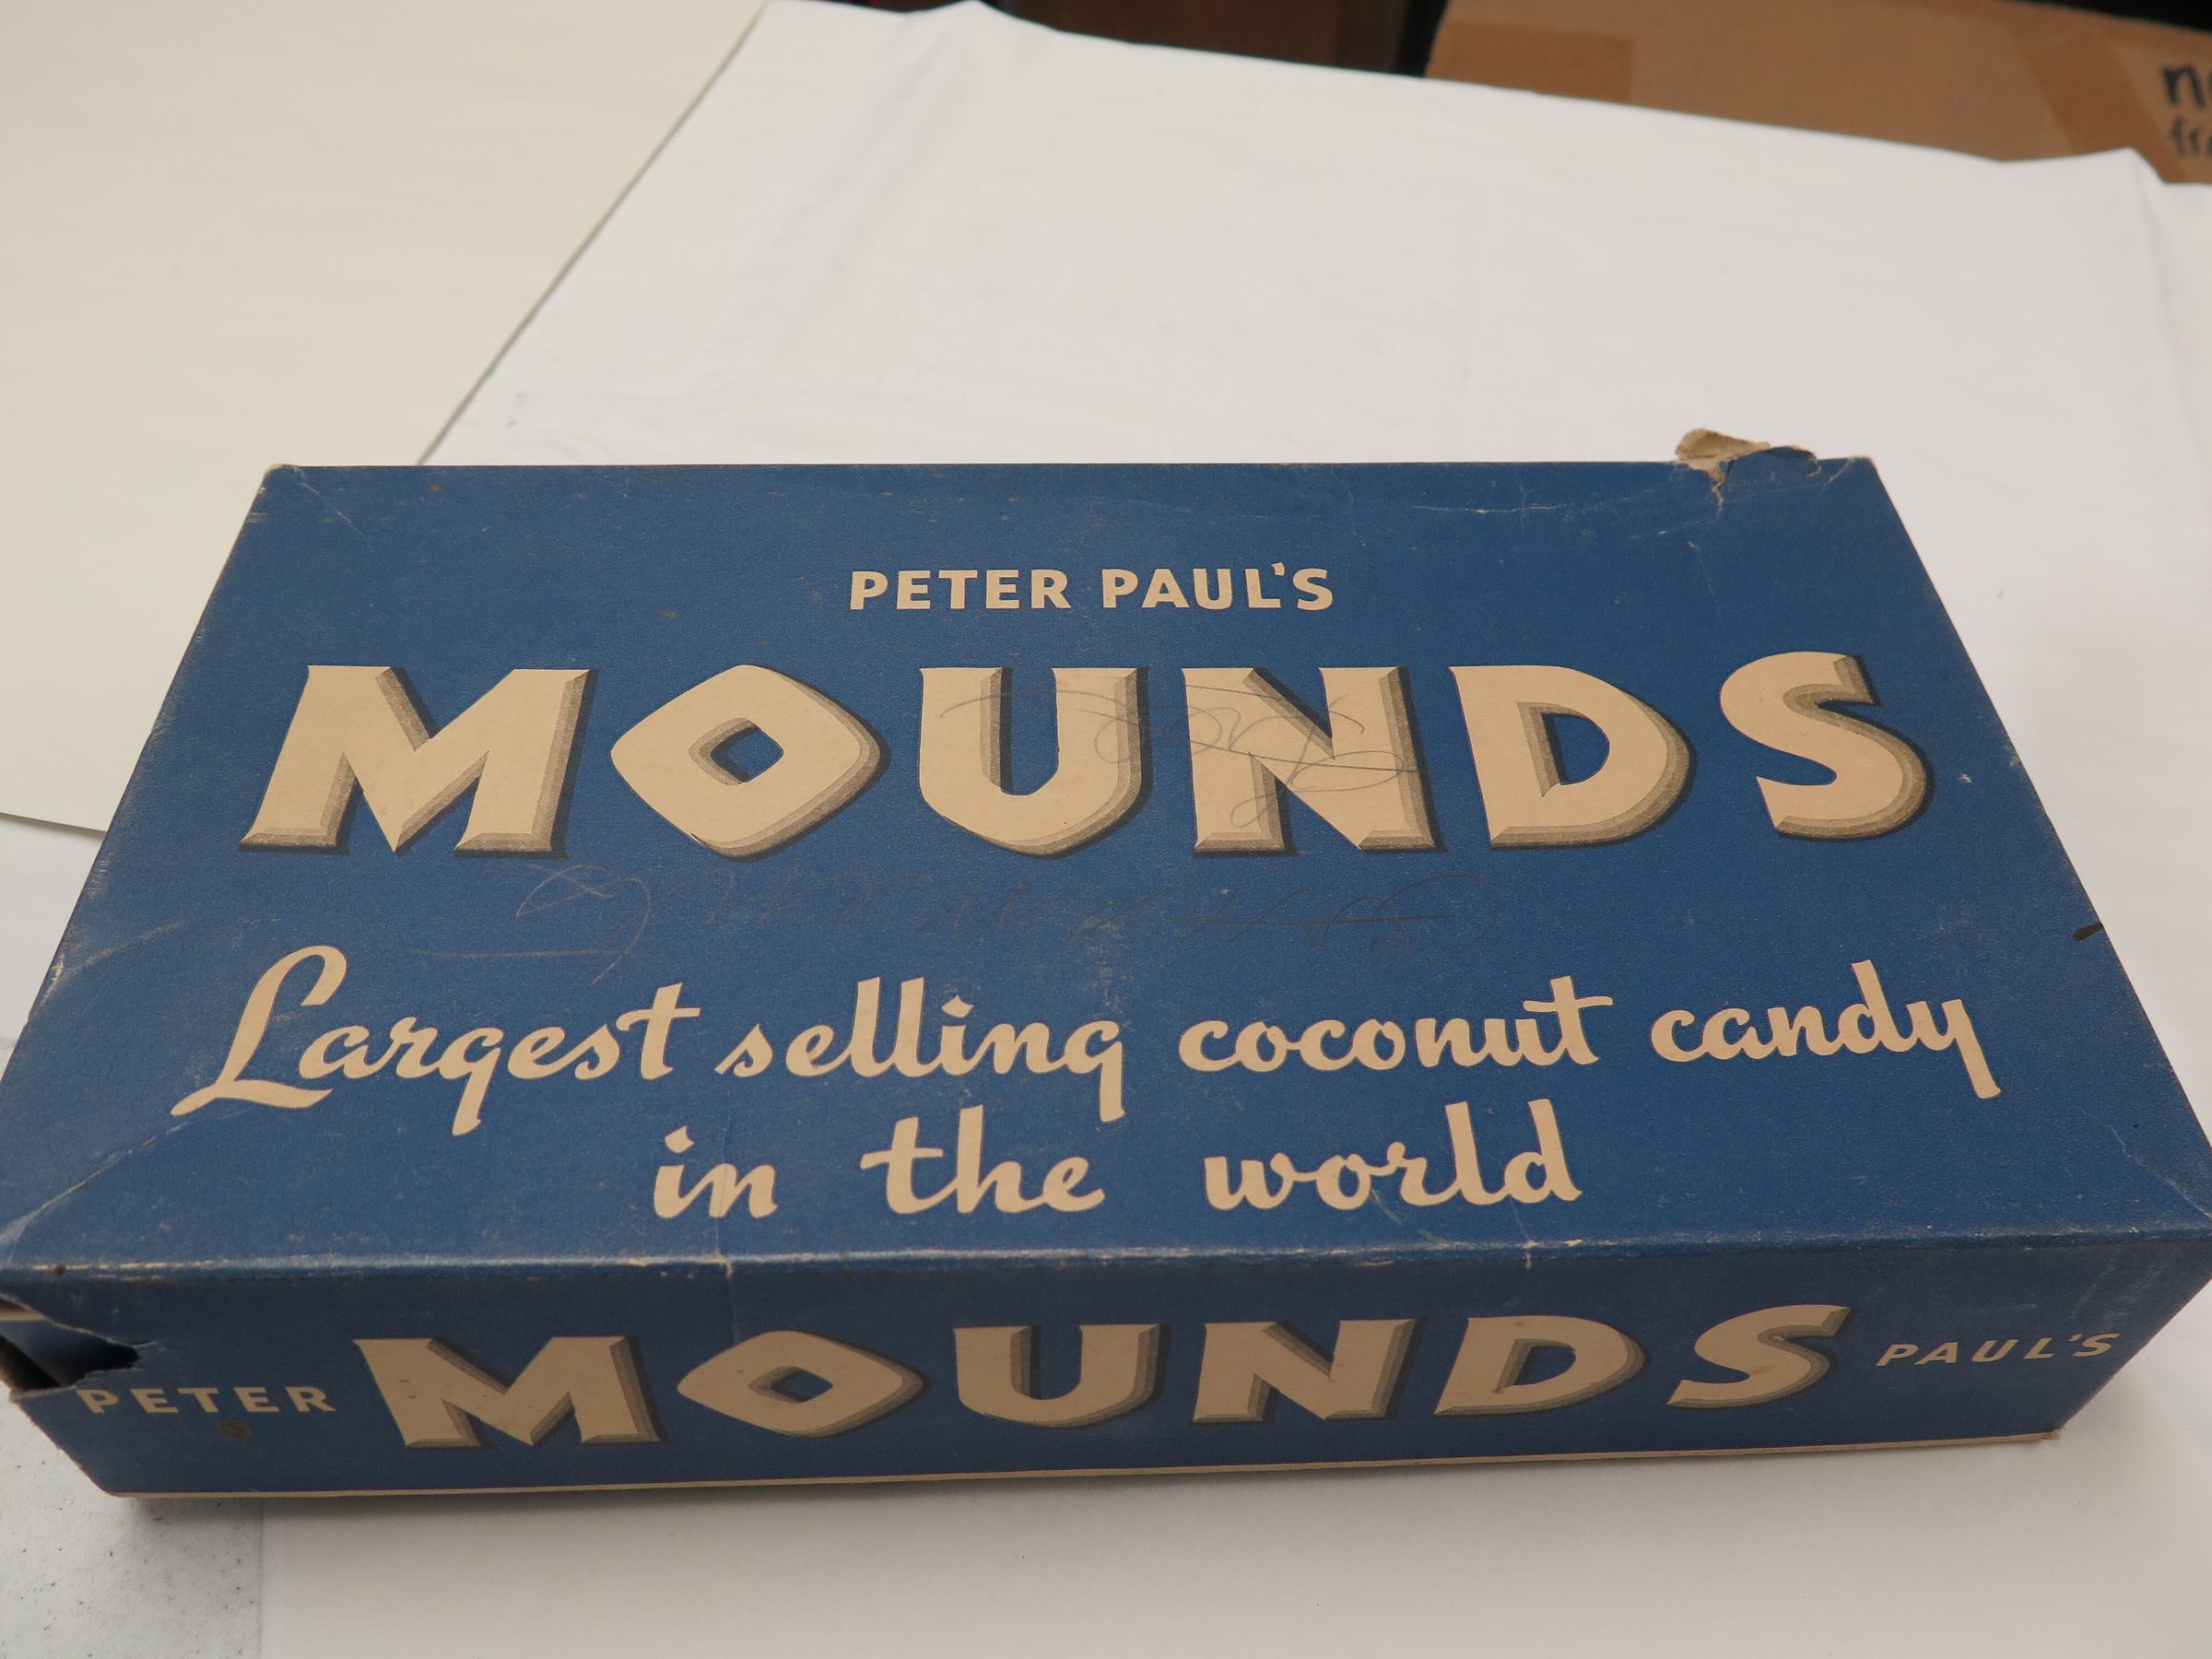 PETER PAUL'S
MOUNDS
Largest selling coconut candy
in the world
PETER MOUNDS PAUL'S